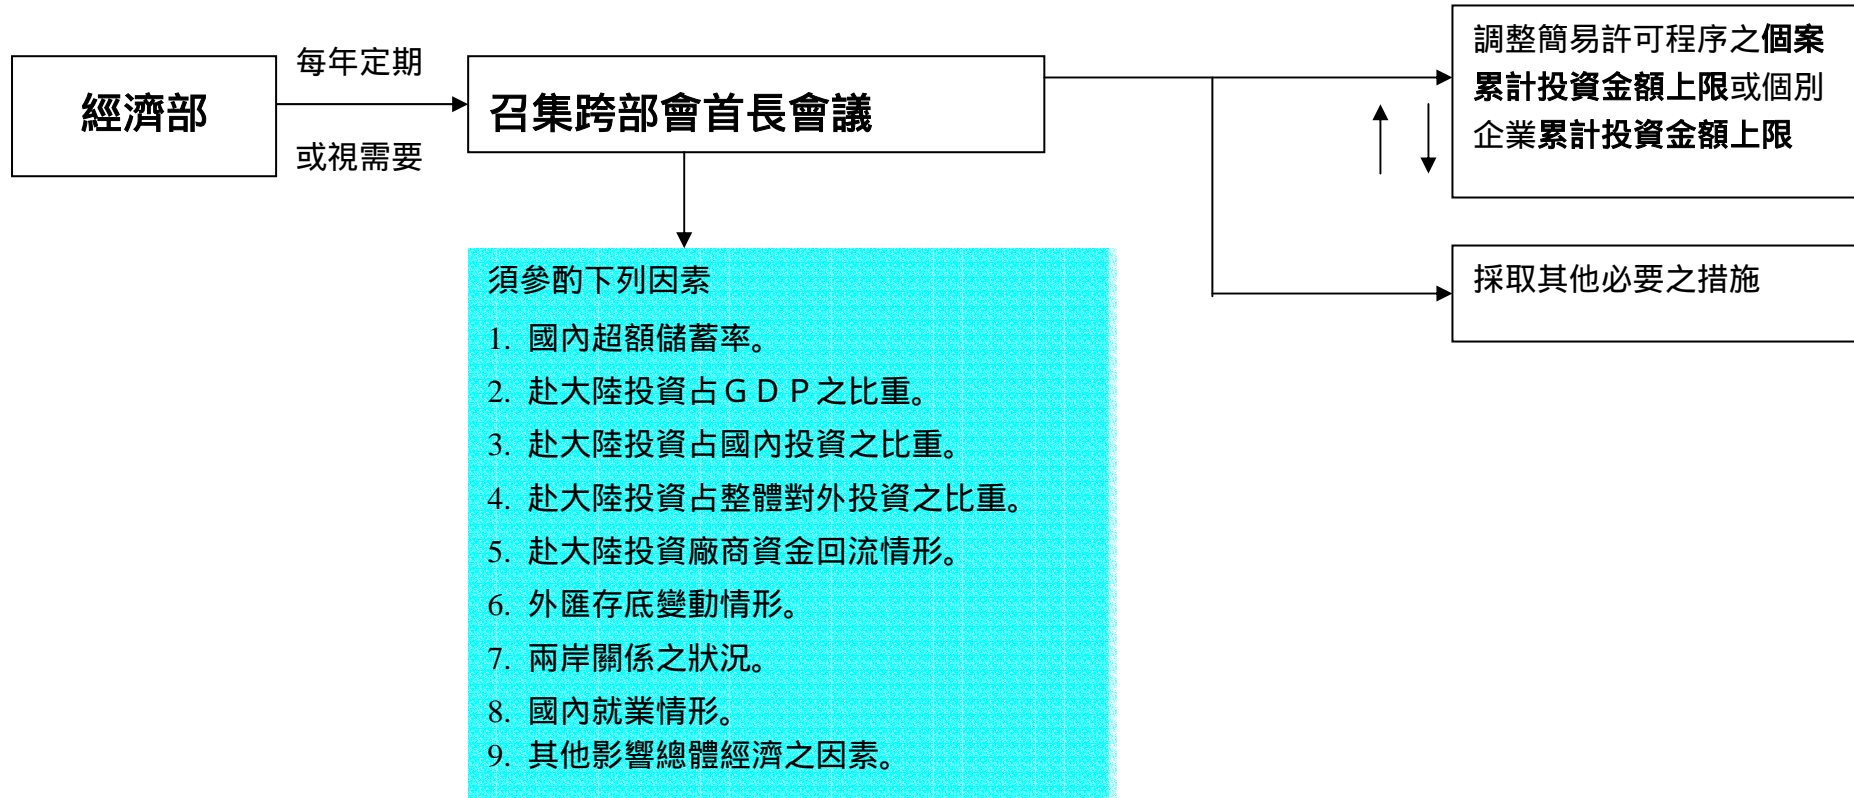 經濟部
每年定期
或視需要
召集跨部會首長會議
調整簡易許可程序之個案
累計投資金額上限或個別
企業累計投資金額上限
採取其他必要之措施
須參酌下列因素
1. 國內超額儲蓄率。
2. 赴大陸投資占ＧＤＰ之比重。
3. 赴大陸投資占國內投資之比重。
4. 赴大陸投資占整體對外投資之比重。
5. 赴大陸投資廠商資金回流情形。
6. 外匯存底變動情形。
7. 兩岸關係之狀況。
8. 國內就業情形。
9. 其他影響總體經濟之因素。